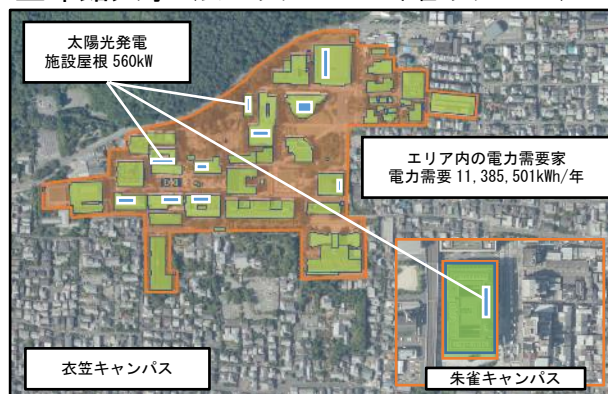 太陽光発電
施設屋根 560kW
エリア内の電力需要家
電力需要 11,385,501kWh/年
衣笠キャンパス
朱雀キャンパス